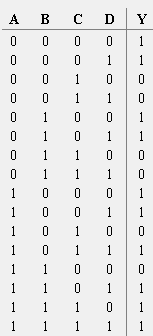 A B C D Y
0 0 0 0 1
0 0 0 1 1
0 0 1 0 0
0 0 1 1 0
0 1 0 0 1
0 1 0 1 1
0 1 1 0 0
0 1 1 1 0
1 0 0 0 1
1 0 0 1 1
1 0 1 0 0
1 0 1 1 1
1 1 0 0 0
1 1 0 1 1
1 1 1 0 1
1 1 1 1 1